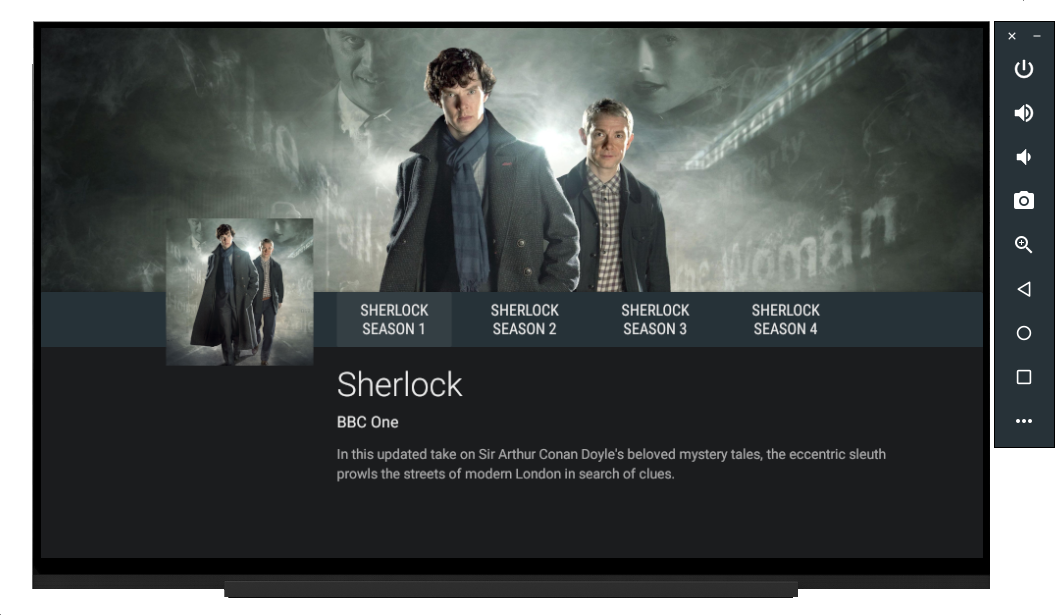 woman
SHERLOCK
SEASON 1
SHERLOCK
SEASON 2
SHERLOCK
SEASON 3
SHERLOCK
SEASON 4
Sherlock
BBC One
In this updated take on Sir Arthur Conan Doyle's beloved mystery tales, the eccentric sleuth
prowls the streets of modern London in search of clues.